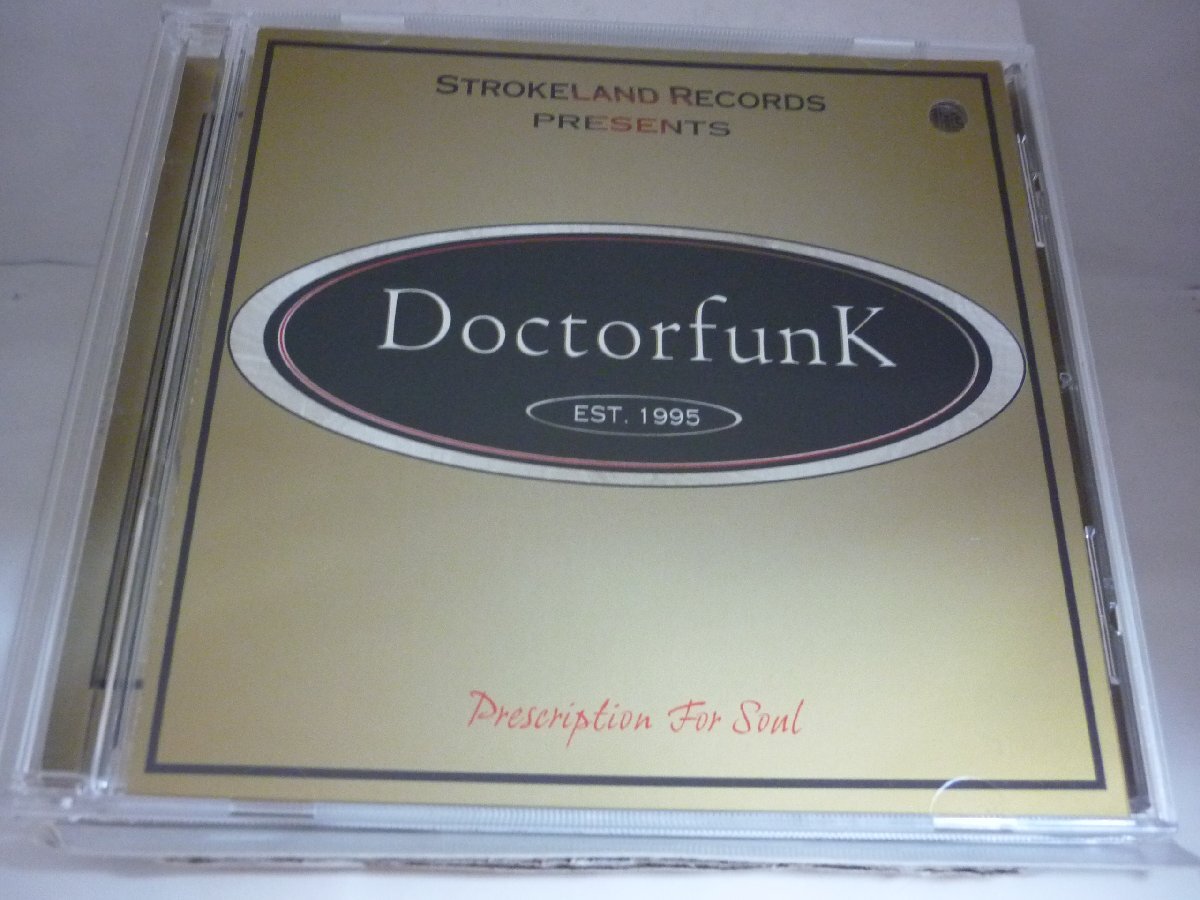 STROKELAND RECORDS
PRESENTS
DoctorfunK
EST. 1995
Prescription For Soul